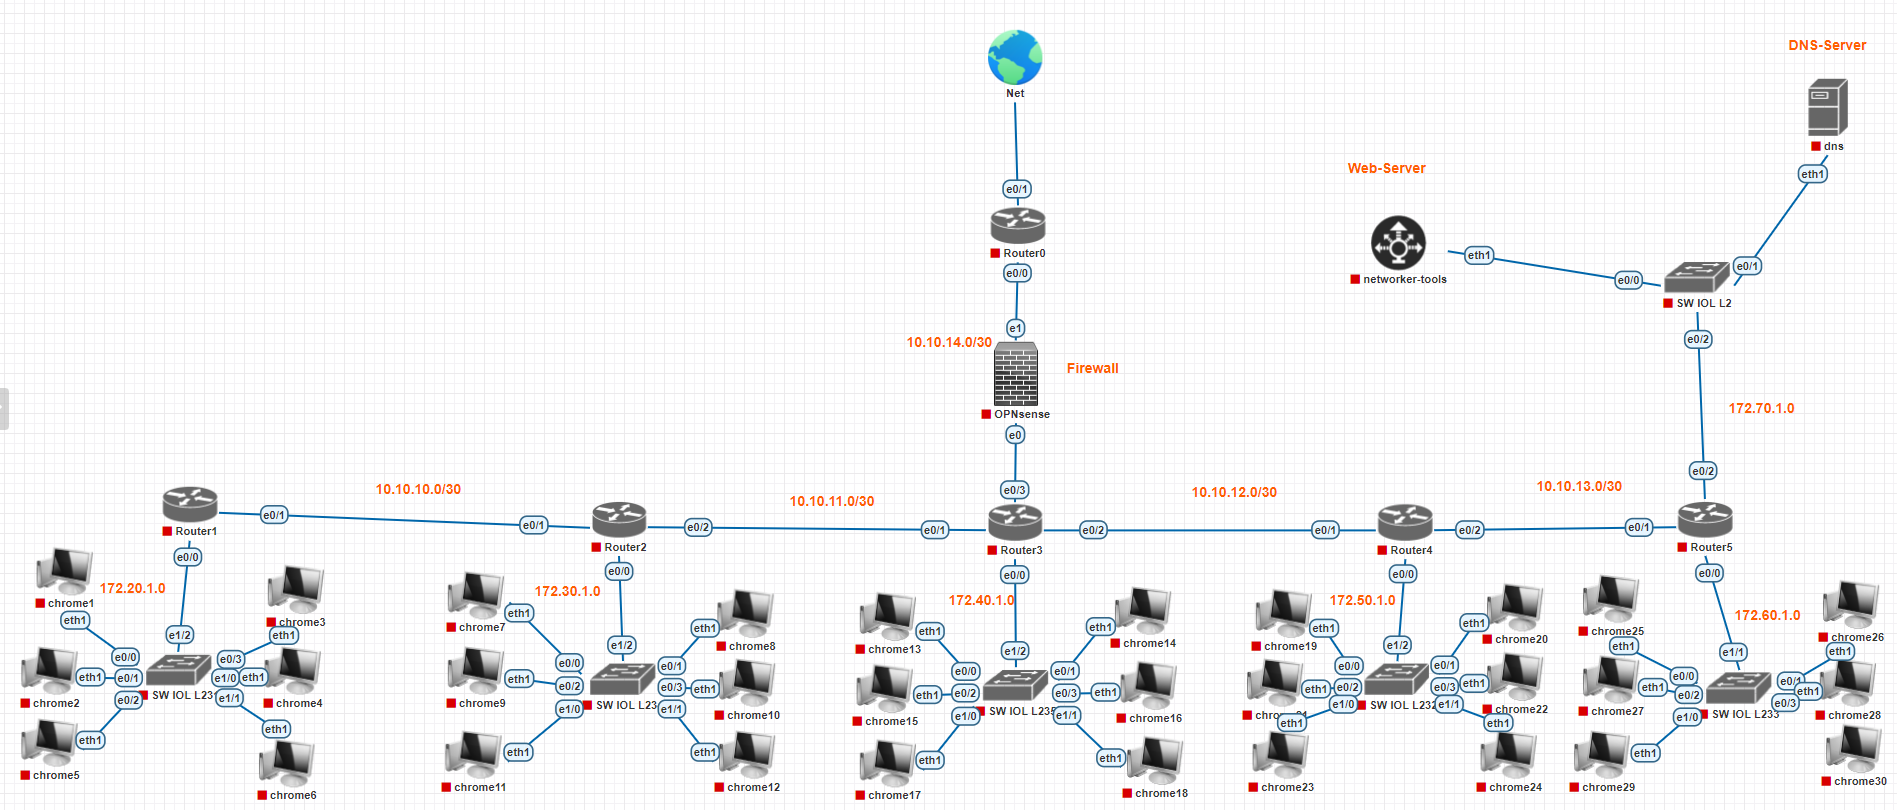 DNS-Server
Net
dns
eth1
Web-Server
e0/1
Router0
e0/0
eth1
networker-tools
e0/0
e0/1
SW IOL L2
e0/2
e1
10.10.14.0/30
Firewall
OPNsense
e0
172.70.1.0
e0/2
10.10.10.0/30
10.10.11.0/30
e0/3
10.10.12.0/30
10.10.13.0/30
Router1
e0/1
e0/1
Router2
e0/2
e0/1
Router3
e0/2
e0/1
Router4
e0/2
e0/1
Router5
e0/0
e0/0
e0/0
e0/0
e0/0
172.20.1.0
chrome1
eth1
chrome2
eth1
chrome5
eth1
e1/2
e0/0
e0/1
e0/2
e0/3
e1/0
e1/1
chrome3
eth1
chrome4
eth1
chrome6
eth1
172.30.1.0
chrome7
eth1
chrome9
eth1
chrome11
eth1
e1/2
e0/0
e0/2
e1/0
SW IOL L23
e0/1
e0/3
e1/1
chrome8
eth1
chrome10
eth1
chrome12
eth1
172.40.1.0
chrome13
eth1
chrome15
eth1
chrome17
eth1
e1/2
e0/0
e0/2
e1/0
e0/1
e0/3
e1/1
chrome14
eth1
chrome16
eth1
chrome18
eth1
172.50.1.0
chrome19
eth1
eth1
chrome23
eth1
e1/2
e0/0
e0/2
e1/0
SW IOL L232
e0/1
e0/3
e1/1
chrome20
eth1
chrome22
eth1
chrome24
eth1
172.60.1.0
chrome25
eth1
chrome27
eth1
chrome29
eth1
e1/1
e0/0
e0/2
e1/0
SW IOL L233
e0/1
e0/3
chrome26
eth1
chrome28
eth1
chrome30